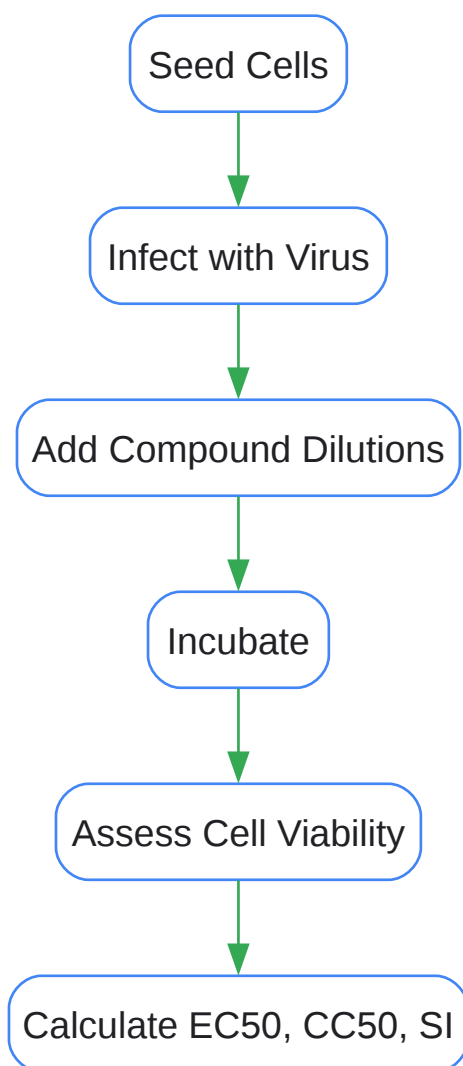 Seed Cells
Infect with Virus
Add Compound Dilutions
Incubate
Assess Cell Viability
Calculate EC50, CC50, SI